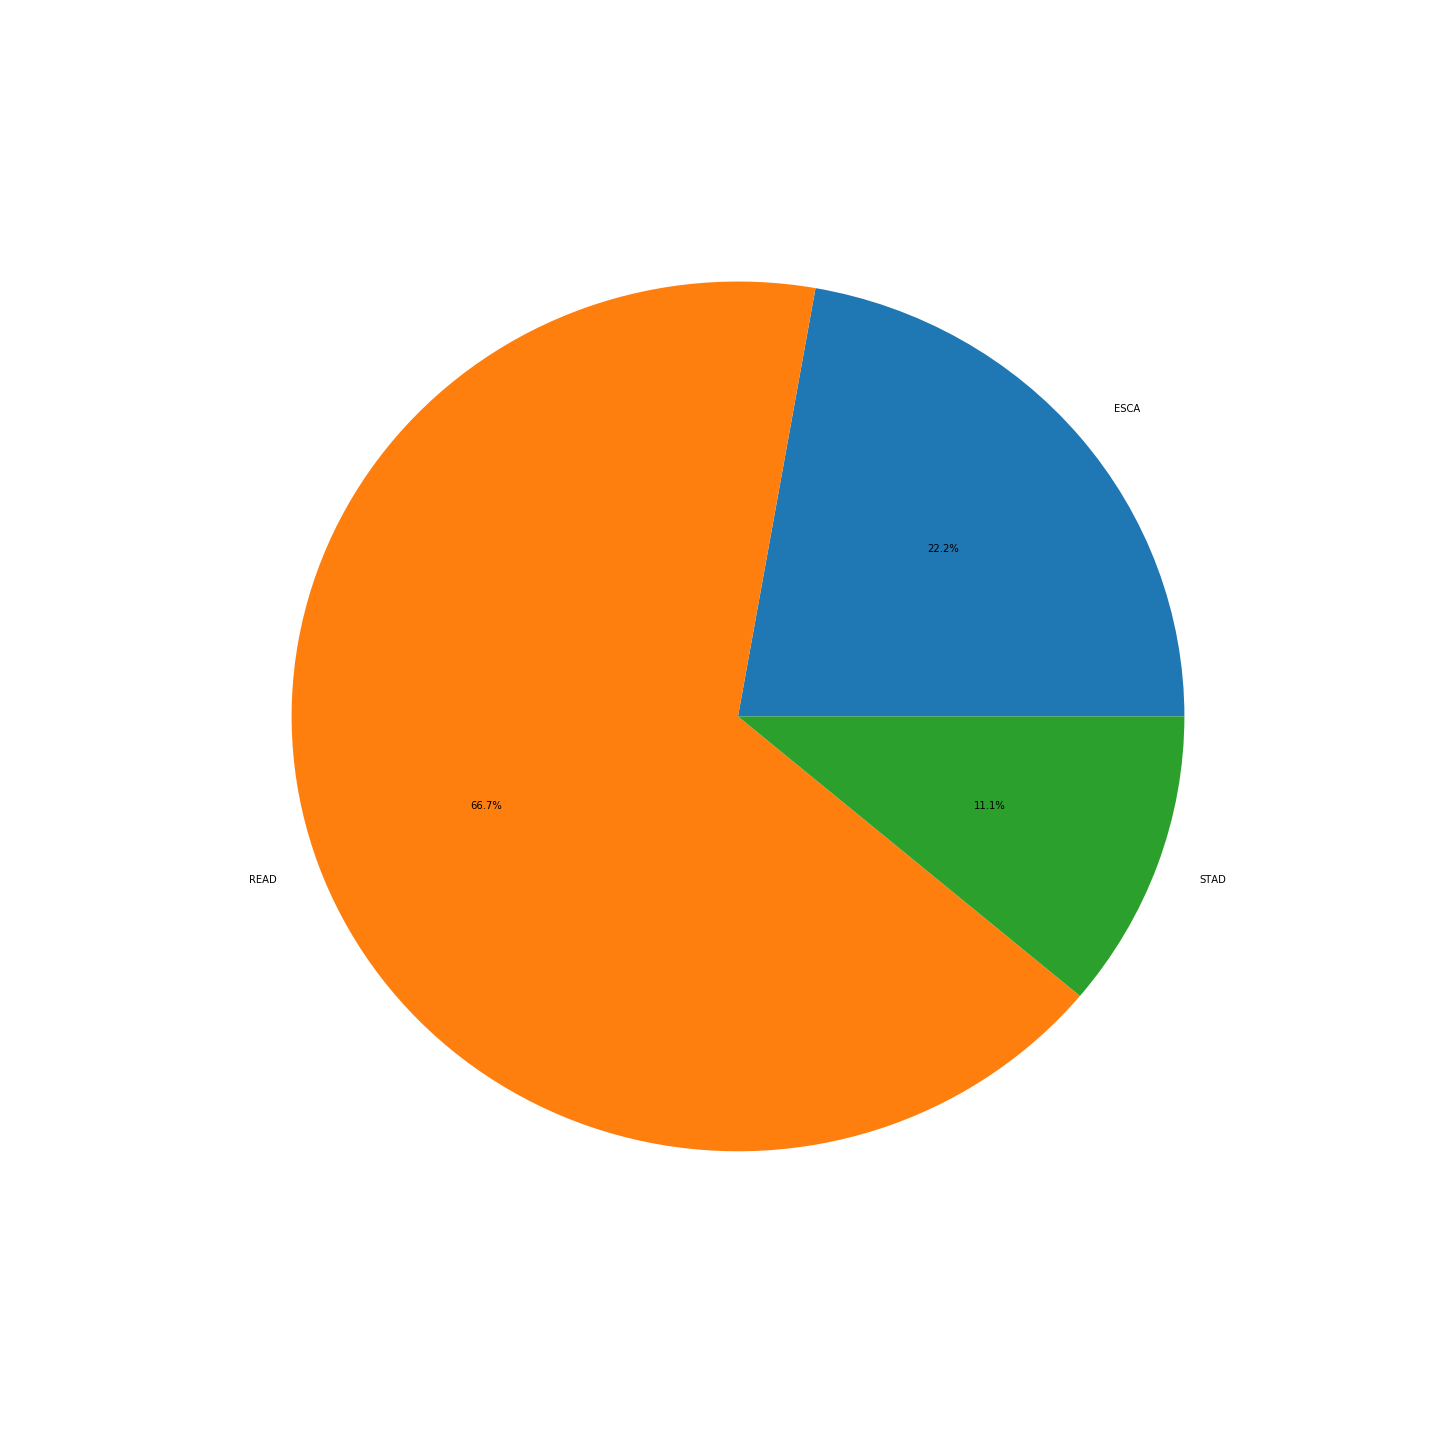 ESCA
22.2%
66.7%
11.1%
READ
STAD